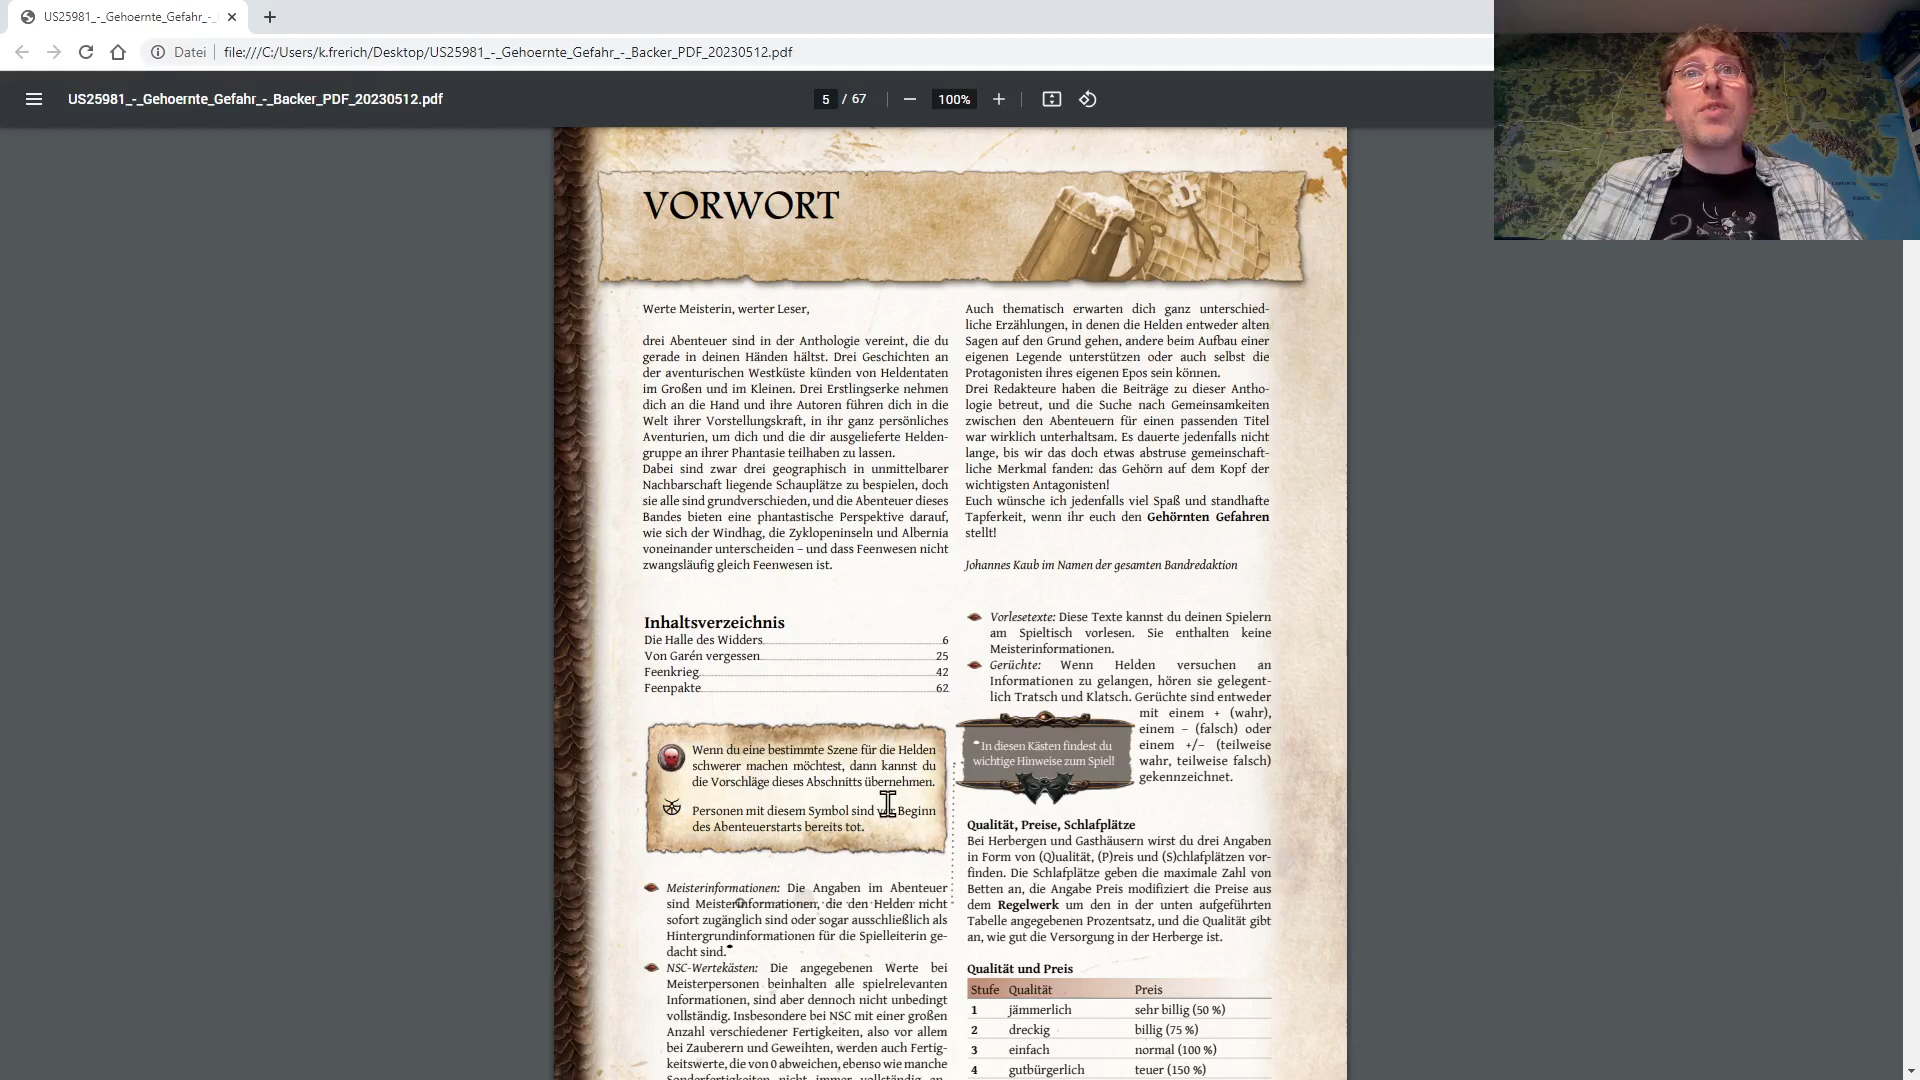 US25981_-_Gehoernte_Gefahr_-_
Datei
file:///C:/Users/k.frerich/Desktop/US25981_-_Gehoernte_Gefahr_-_Backer_PDF_20230512.pdf
US25981_-_Gehoernte_Gefahr_-_Backer_PDF_20230512.pdf
5 / 67
100%
VORWORT
Werte Meisterin, werter Leser,
drei Abenteuer sind in der Anthologie vereint, die du
gerade in deinen Händen hältst. Drei Geschichten an
der aventurischen Westküste künden von Heldentaten
im Großen und im Kleinen. Drei Erstlingserke nehmen
dich an die Hand und ihre Autoren führen dich in die
Welt ihrer Vorstellungskraft, in ihr ganz persönliches
Aventurien, um dich und die dir ausgelieferte Helden-
gruppe an ihrer Phantasie teilhaben zu lassen.
Dabei sind zwar drei geographisch in unmittelbarer
Nachbarschaft liegende Schauplätze zu bespielen, doch
sie alle sind grundverschieden, und die Abenteuer dieses
Bandes bieten eine phantastische Perspektive darauf,
wie sich der Windhag, die Zyklopeninseln und Albernia
voneinander unterscheiden – und dass Feenwesen nicht
zwangsläufig gleich Feenwesen ist.
Auch thematisch erwarten dich ganz unterschied-
liche Erzählungen, in denen die Helden entweder alten
Sagen auf den Grund gehen, andere beim Aufbau einer
eigenen Legende unterstützen oder auch selbst die
Protagonisten ihres eigenen Epos sein können.
Drei Redakteure haben die Beiträge zu dieser Antho-
logie betreut, und die Suche nach Gemeinsamkeiten
zwischen den Abenteuern für einen passenden Titel
war wirklich unterhaltsam. Es dauerte jedenfalls nicht
lange, bis wir das doch etwas abstruse gemeinschaft-
liche Merkmal fanden: das Gehörn auf dem Kopf der
wichtigsten Antagonisten!
Euch wünsche ich jedenfalls viel Spaß und standhafte
Tapferkeit, wenn ihr euch den Gehörnten Gefahren
stellt!
Johannes Kaub im Namen der gesamten Bandredaktion
Inhaltsverzeichnis
Die Halle des Widders 6
Von Garén vergessen 25
Feenkrieg 42
Feenpakte 62
Wenn du eine bestimmte Szene für die Helden
schwerer machen möchtest, dann kannst du
die Vorschläge dieses Abschnitts übernehmen.
Personen mit diesem Symbol sind Beginn
des Abenteuerstarts bereits tot.
Meisterinformationen: Die Angaben im Abenteuer
sind Meisterinformationen, die den Helden nicht
sofort zugänglich sind oder sogar ausschließlich als
Hintergrundinformationen für die Spielleiterin ge-
dacht sind.
NSC-Wertekästen: Die angegebenen Werte bei
Meisterpersonen beinhalten alle spielrelevanten
Informationen, sind aber dennoch nicht unbedingt
vollständig. Insbesondere bei NSC mit einer großen
Anzahl verschiedener Fertigkeiten, also vor allem
bei Zauberern und Geweihten, werden auch Fertig-
keitswerte, die von 0 abweichen, ebenso wie manche
Sonderfertigkeiten nicht immer vollständig an-
Vorlesetexte: Diese Texte kannst du deinen Spielern
am Spieltisch vorlesen. Sie enthalten keine
Meisterinformationen.
Gerüchte: Wenn Helden versuchen an
Informationen zu gelangen, hören sie gelegent-
lich Tratsch und Klatsch. Gerüchte sind entweder
mit einem + (wahr),
einem – (falsch) oder
einem +/– (teilweise
wahr, teilweise falsch)
gekennzeichnet.
In diesen Kästen findest du
wichtige Hinweise zum Spiel!
Qualität, Preise, Schlafplätze
Bei Herbergen und Gasthäusern wirst du drei Angaben
in Form von (Q)ualität, (P)reis und (S)chlafplätzen vor-
finden. Die Schlafplätze geben die maximale Zahl von
Betten an, die Angabe Preis modifiziert die Preise aus
dem Regelwerk um den in der unten aufgeführten
Tabelle angegebenen Prozentsatz, und die Qualität gibt
an, wie gut die Versorgung in der Herberge ist.
Qualität und Preis
Stufe Qualität Preis
1 jämmerlich sehr billig (50 %)
2 dreckig billig (75 %)
3 einfach normal (100 %)
4 gutbürgerlich teuer (150 %)